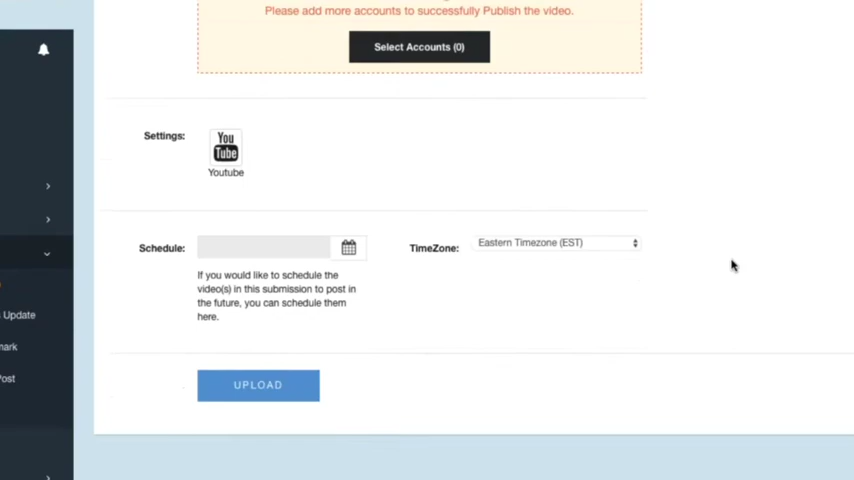 Please add more accounts to successfully Publish the video.
Select Accounts (0)
Settings:
You
Tube
Youtube
Schedule:
TimeZone:
Eastern Timezone (EST)
If you would like to schedule the
video(s) in this submission to post in
the future, you can schedule them
here.
Update
mark
Post
UPLOAD